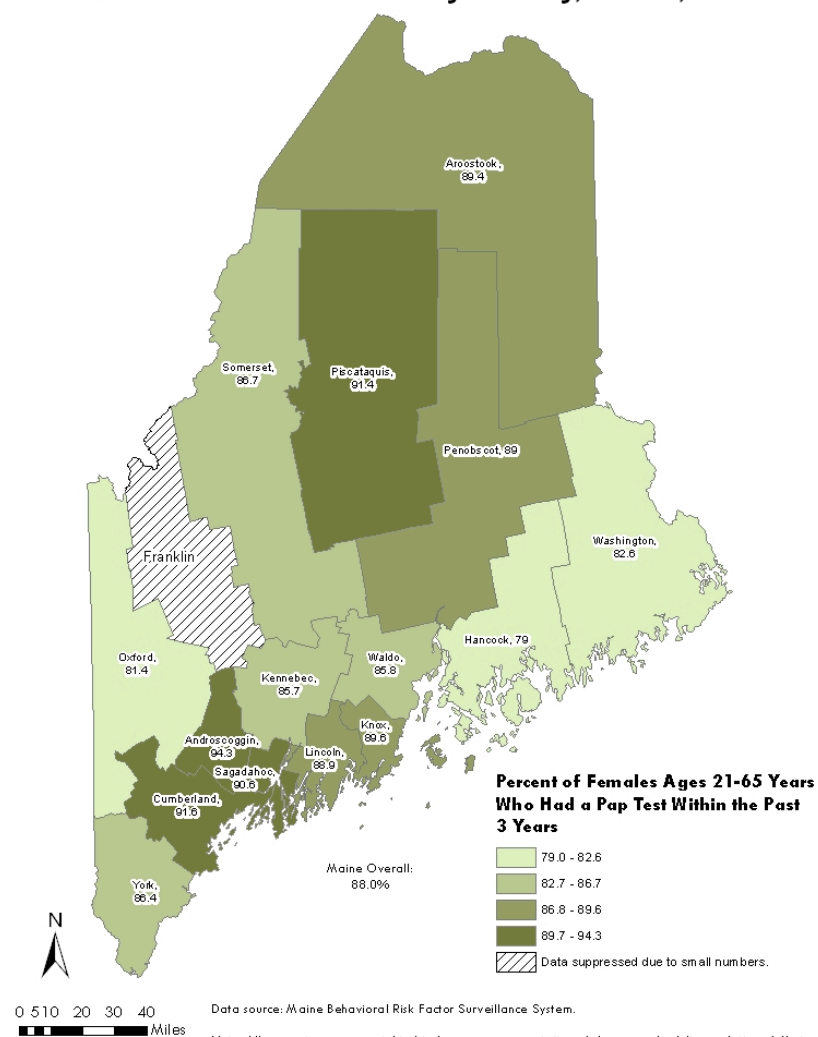 Aroostook,
89.4
Somerset,
86.7
Piscataquis,
91.4
Penobscot, 89
Washington,
82.6
Franklin
Hancock, 79
Oxford,
81.4
Waldo,
85.8
Kennebec,
85.7
Knox,
89.6
Androscoggin,
94.3
Lincoln,
88.9
Sagadahoc,
90.6
Cumberland,
91.6
York,
86.4
Maine Overall:
88.0%
Percent of Females Ages 21-65 Years
Who Had a Pap Test Within the Past
3 Years
79.0 - 82.6
82.7 - 86.7
86.8 - 89.6
89.7 - 94.3
Data suppressed due to small numbers.
N
0 5 10 20 30 40
Miles
Data source: Maine Behavioral Risk Factor Surveillance System.